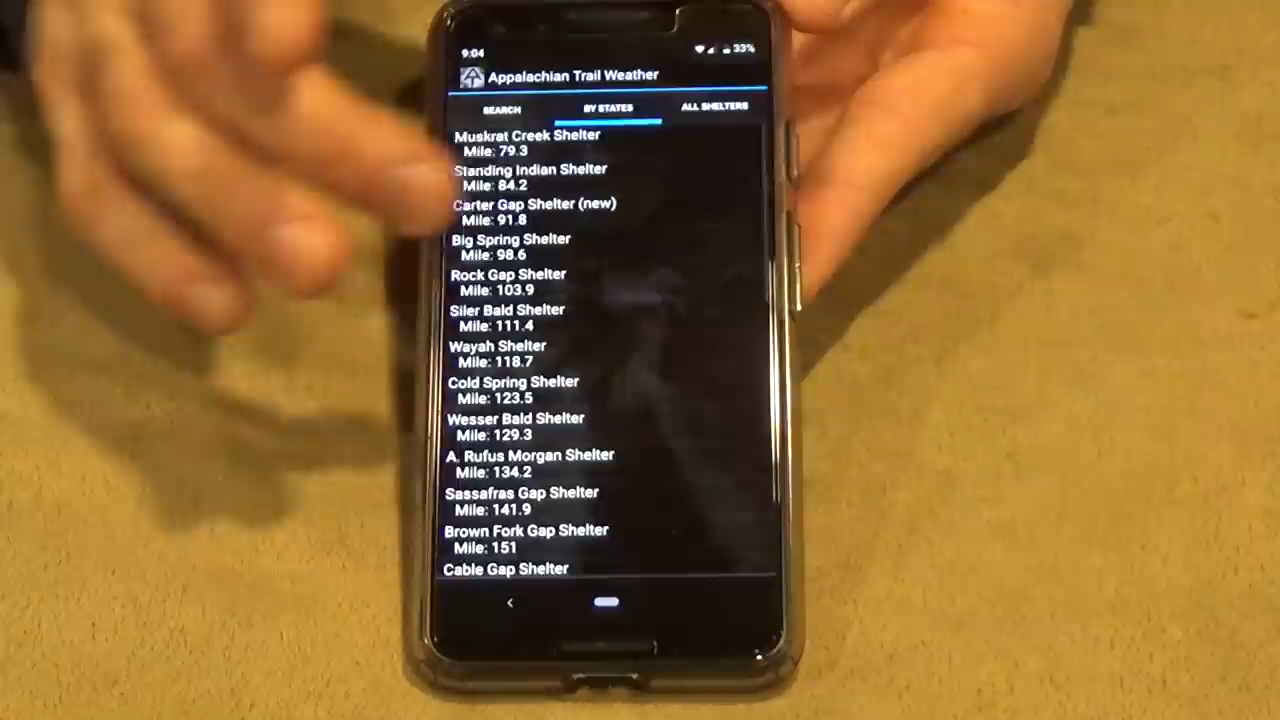 9:04 33%
Appalachian Trail Weather
SEARCH BY STATES ALL SHELTERS
Muskrat Creek Shelter
Mile: 79.3
Standing Indian Shelter
Mile: 84.2
Carter Gap Shelter (new)
Mile: 91.8
Big Spring Shelter
Mile: 98.6
Rock Gap Shelter
Mile: 103.9
Siler Bald Shelter
Mile: 111.4
Wayah Shelter
Mile: 118.7
Cold Spring Shelter
Mile: 123.5
Wesser Bald Shelter
Mile: 129.3
A. Rufus Morgan Shelter
Mile: 134.2
Sassafras Gap Shelter
Mile: 141.9
Brown Fork Gap Shelter
Mile: 151
Cable Gap Shelter